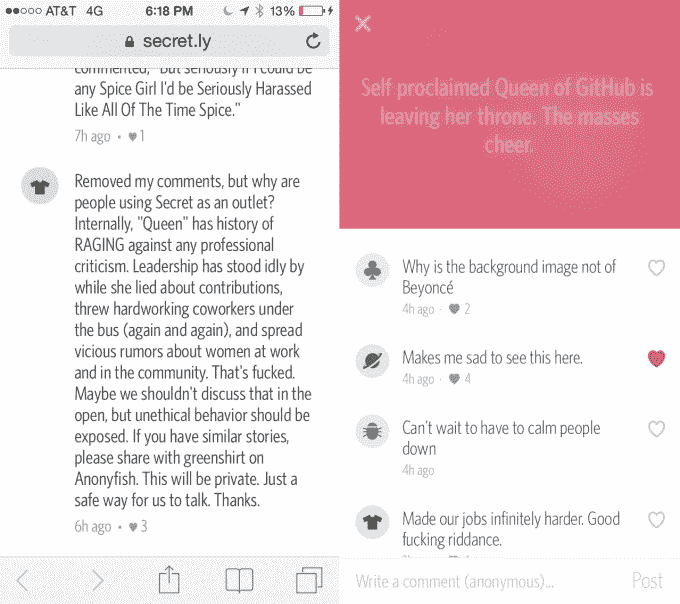 AT&T 4G 6:18 PM 13%
secret.ly
commented, "But seriously if I could be
any Spice Girl I'd be Seriously Harassed
Like All Of The Time Spice."
7h ago • 1
Removed my comments, but why are
people using Secret as an outlet?
Internally, "Queen" has history of
RAGING against any professional
criticism. Leadership has stood idly by
while she lied about contributions,
threw hardworking coworkers under
the bus (again and again), and spread
vicious rumors about women at work
and in the community. That's fucked.
Maybe we shouldn't discuss that in the
open, but unethical behavior should be
exposed. If you have similar stories,
please share with greenshirt on
Anonyfish. This will be private. Just a
safe way for us to talk. Thanks.
6h ago • 3
Self proclaimed Queen of GitHub is
leaving her throne. The masses
cheer.
Why is the background image not of
Beyoncé
4h ago · 2
Makes me sad to see this here.
4h ago · 4
Can't wait to have to calm people
down
4h ago
Made our jobs infinitely harder. Good
fucking riddance.
Write a comment (anonymous)... Post